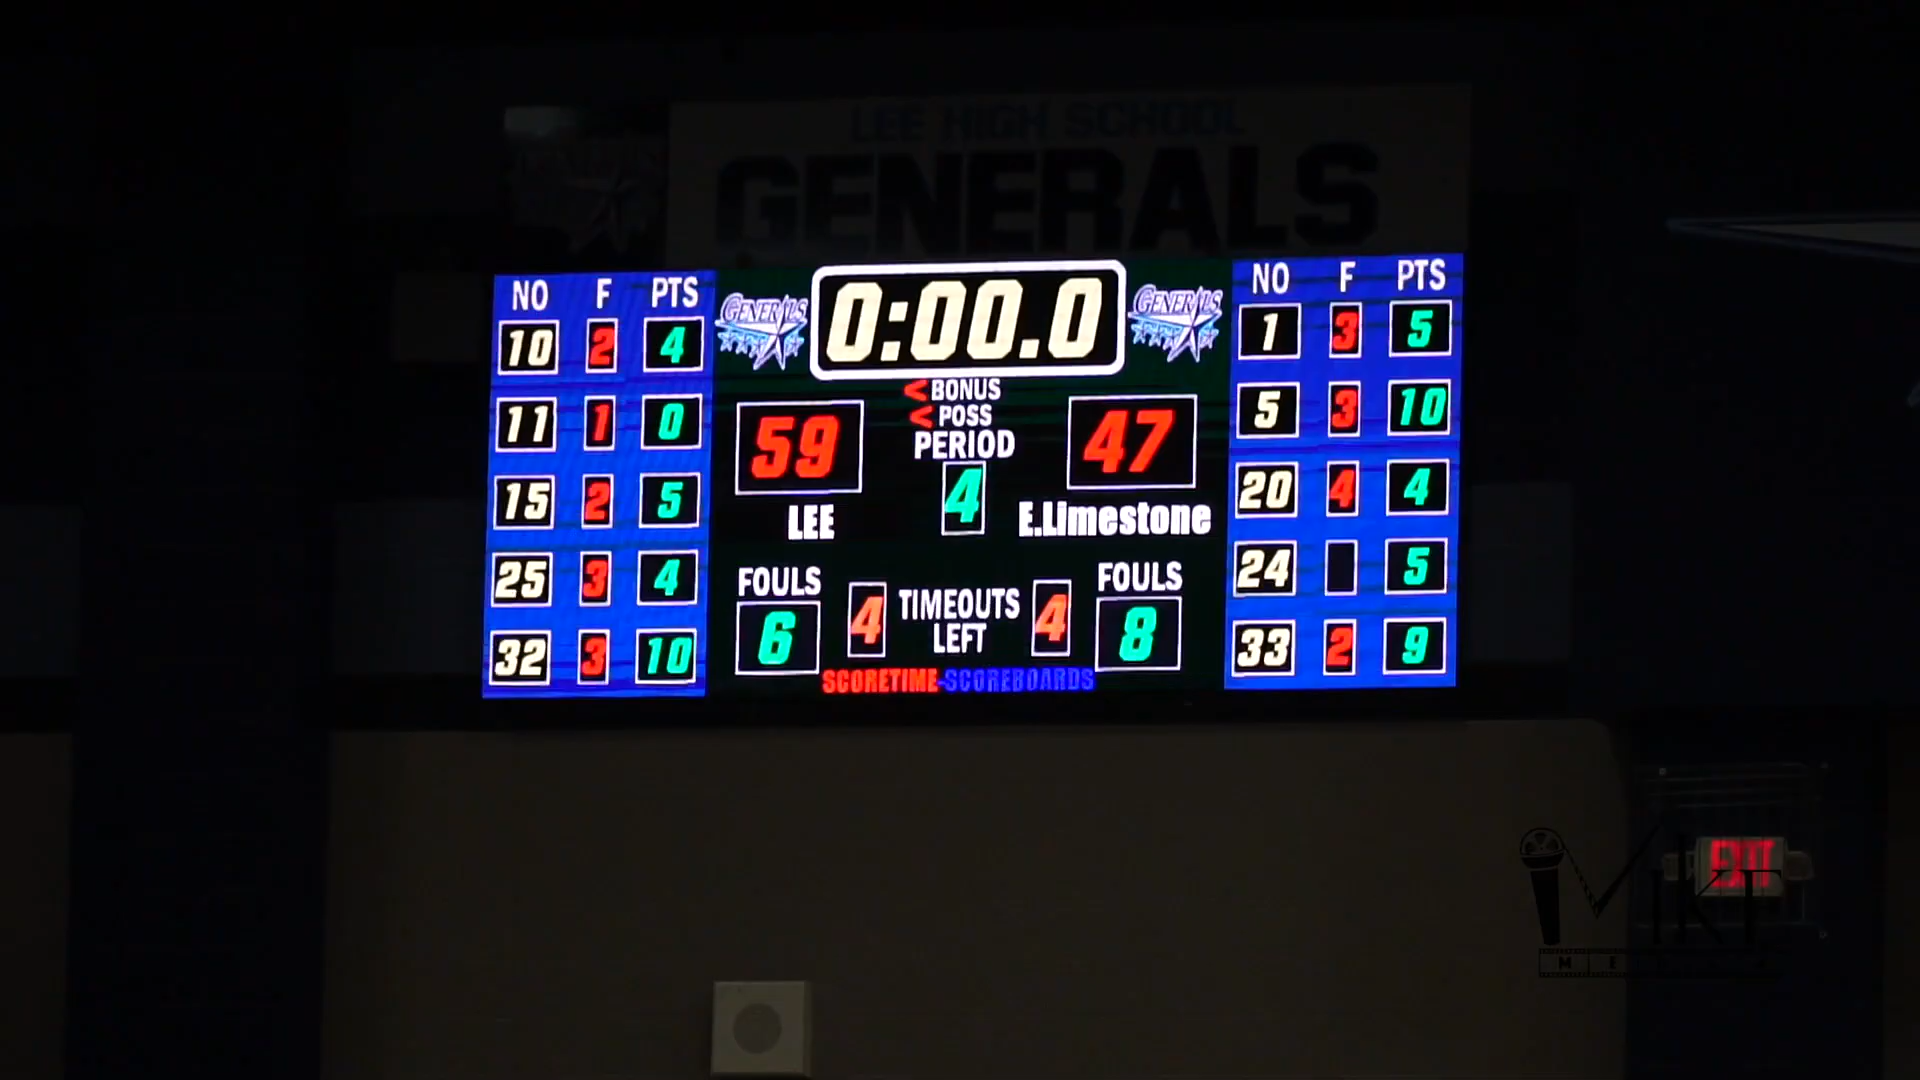 LEE HIGH SCHOOL
GENERALS
NO F PTS
10 2 4
11 1 0
15 2 5
25 3 4
32 3 10
GENERALS
0:00.0
GENERALS
< BONUS
< POSS
PERIOD
4
59
LEE
47
E.Limestone
FOULS
6
4
TIMEOUTS
LEFT
4
FOULS
8
SCORETIME-SCOREBOARDS
NO F PTS
1 3 5
5 3 10
20 4 4
24 5
33 2 9
EXIT